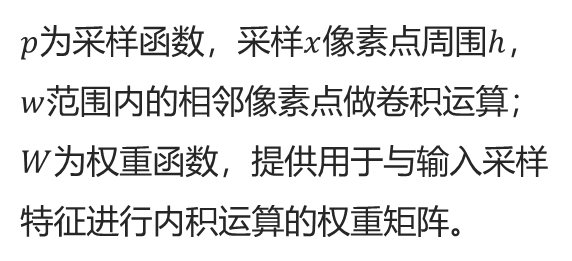 p为采样函数，采样x像素点周围h，
w范围内的相邻像素点做卷积运算；
W为权重函数，提供用于与输入采样
特征进行内积运算的权重矩阵。